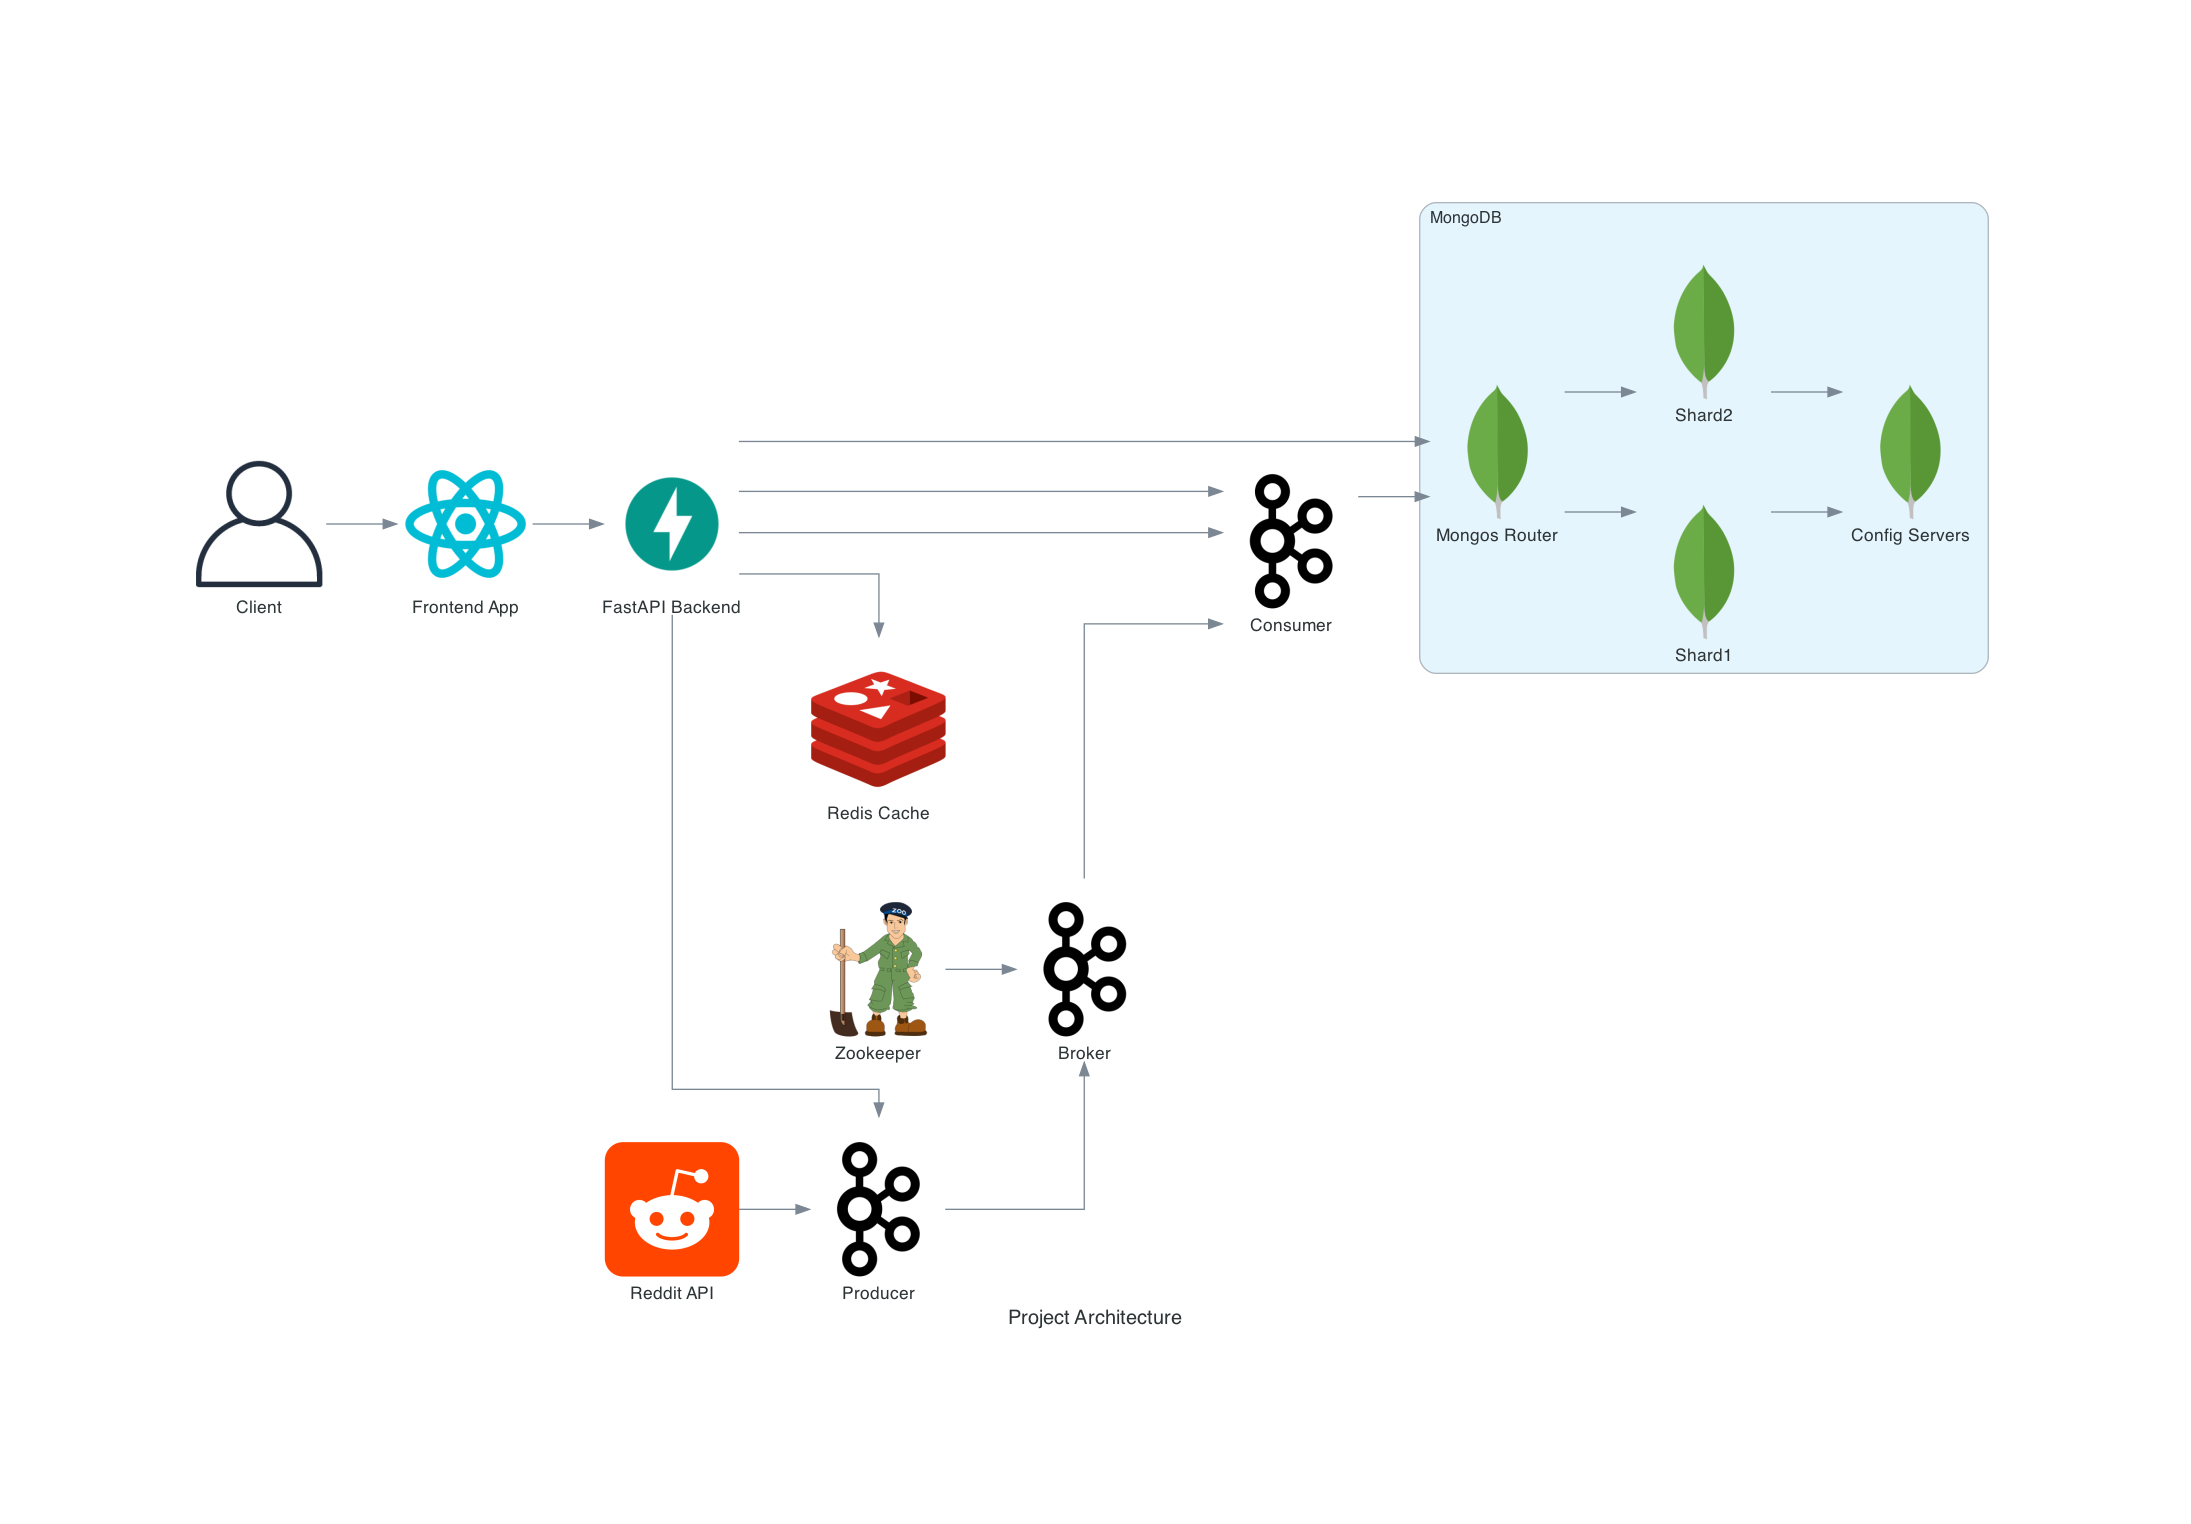 MongoDB
Shard2
Mongos Router
Config Servers
Client
Frontend App
FastAPI Backend
Consumer
Shard1
Redis Cache
ZOO
Zookeeper
Broker
Reddit API
Producer
Project Architecture